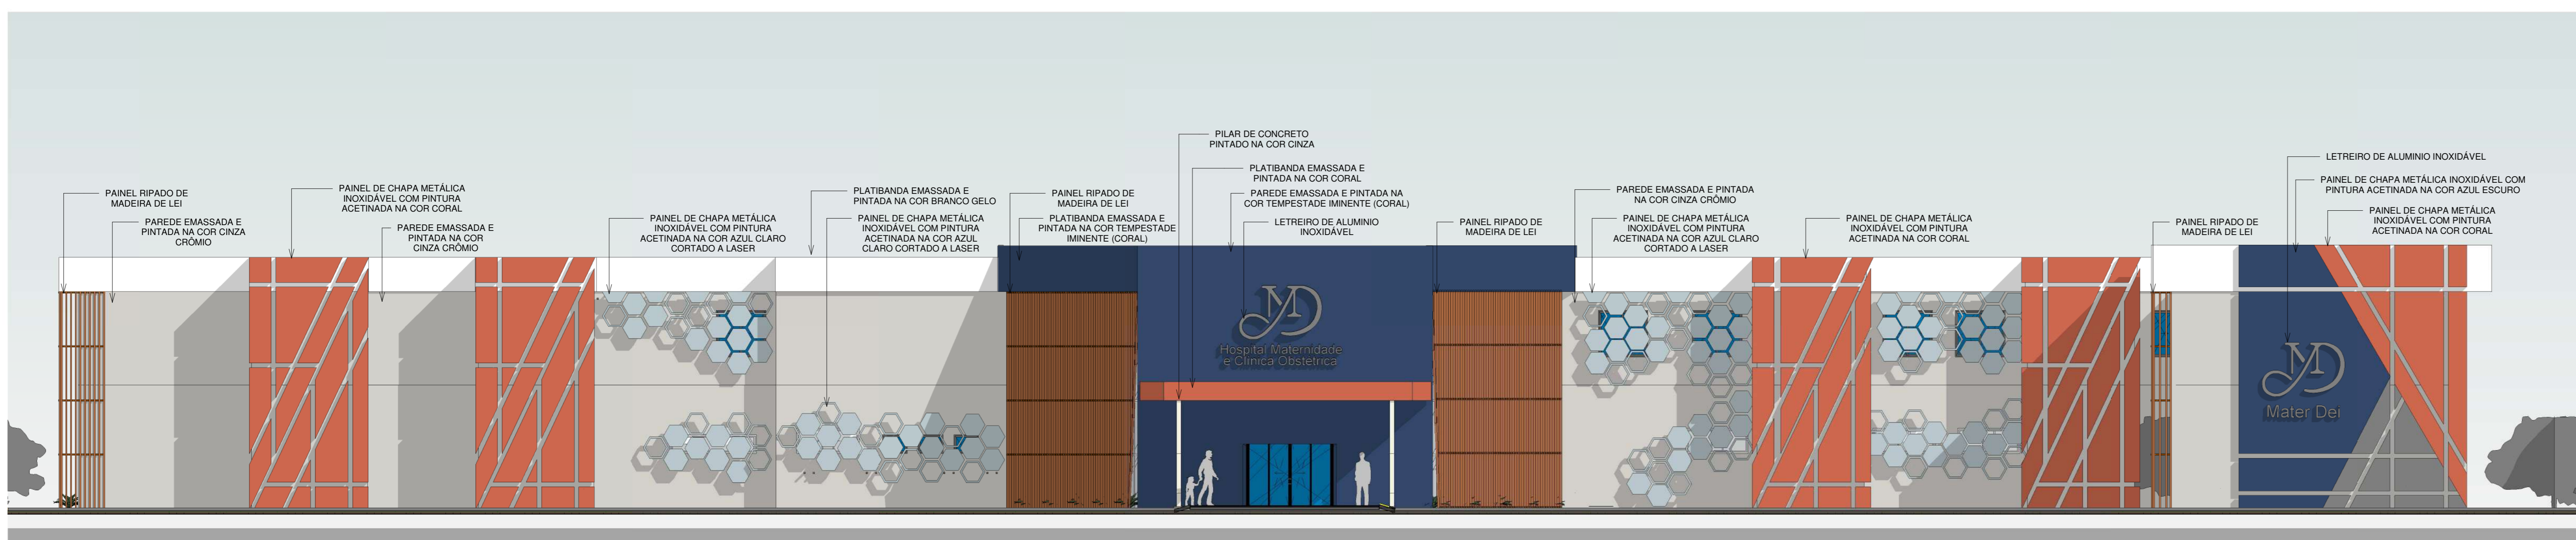 PAINEL RIPADO DE
MADEIRA DE LEI
PAREDE EMASSADA E
PINTADA NA COR CINZA
CRÔMIO
PAINEL DE CHAPA METÁLICA
INOXIDÁVEL COM PINTURA
ACETINADA NA COR CORAL
PAREDE EMASSADA E
PINTADA NA COR
CINZA CRÔMIO
PAINEL DE CHAPA METÁLICA
INOXIDÁVEL COM PINTURA
ACETINADA NA COR AZUL CLARO
CORTADO A LASER
PLATIBANDA EMASSADA E
PINTADA NA COR BRANCO GELO
PAINEL DE CHAPA METÁLICA
INOXIDÁVEL COM PINTURA
ACETINADA NA COR AZUL
CLARO CORTADO A LASER
PAINEL RIPADO DE
MADEIRA DE LEI
PLATIBANDA EMASSADA E
PINTADA NA COR TEMPESTADE
IMINENTE (CORAL)
PILAR DE CONCRETO
PINTADO NA COR CINZA
PLATIBANDA EMASSADA E
PINTADA NA COR CORAL
PAREDE EMASSADA E PINTADA NA
COR TEMPESTADE IMINENTE (CORAL)
LETREIRO DE ALUMINIO
INOXIDÁVEL
MD
Hospital Maternidade
e Clínica Obstétrica
PAINEL RIPADO DE
MADEIRA DE LEI
PAREDE EMASSADA E PINTADA
NA COR CINZA CRÔMIO
PAINEL DE CHAPA METÁLICA
INOXIDÁVEL COM PINTURA
ACETINADA NA COR AZUL CLARO
CORTADO A LASER
PAINEL DE CHAPA METÁLICA
INOXIDÁVEL COM PINTURA
ACETINADA NA COR CORAL
PAINEL RIPADO DE
MADEIRA DE LEI
LETREIRO DE ALUMINIO INOXIDÁVEL
PAINEL DE CHAPA METÁLICA INOXIDÁVEL COM
PINTURA ACETINADA NA COR AZUL ESCURO
PAINEL DE CHAPA METÁLICA
INOXIDÁVEL COM PINTURA
ACETINADA NA COR CORAL
MD
Mater Dei